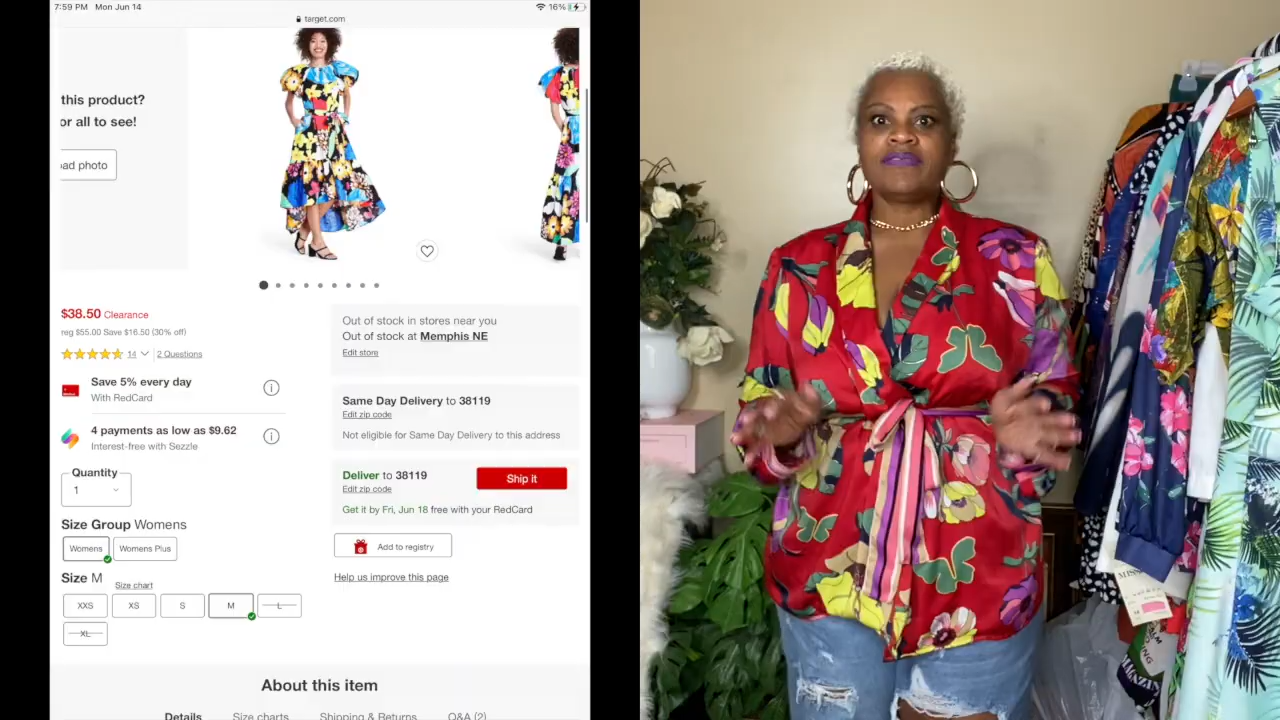 7:59 PM Mon Jun 14
16%
target.com
this product?
or all to see!
ad photo
$38.50 Clearance
reg $55.00 Save $16.50 (30% off)
14
2 Questions
Save 5% every day
With RedCard
4 payments as low as $9.62
Interest-free with Sezzle
Quantity
1
Size Group Womens
Womens
Womens Plus
Size M
Size chart
XXS
XS
S
M
L
XL
Out of stock in stores near you
Out of stock at Memphis NE
Edit store
Same Day Delivery to 38119
Edit zip code
Not eligible for Same Day Delivery to this address
Deliver to 38119
Edit zip code
Ship it
Get it by Fri, Jun 18 free with your RedCard
Add to registry
Help us improve this page
About this item
Details
Size charts
Shipping & Returns
Q&A (2)